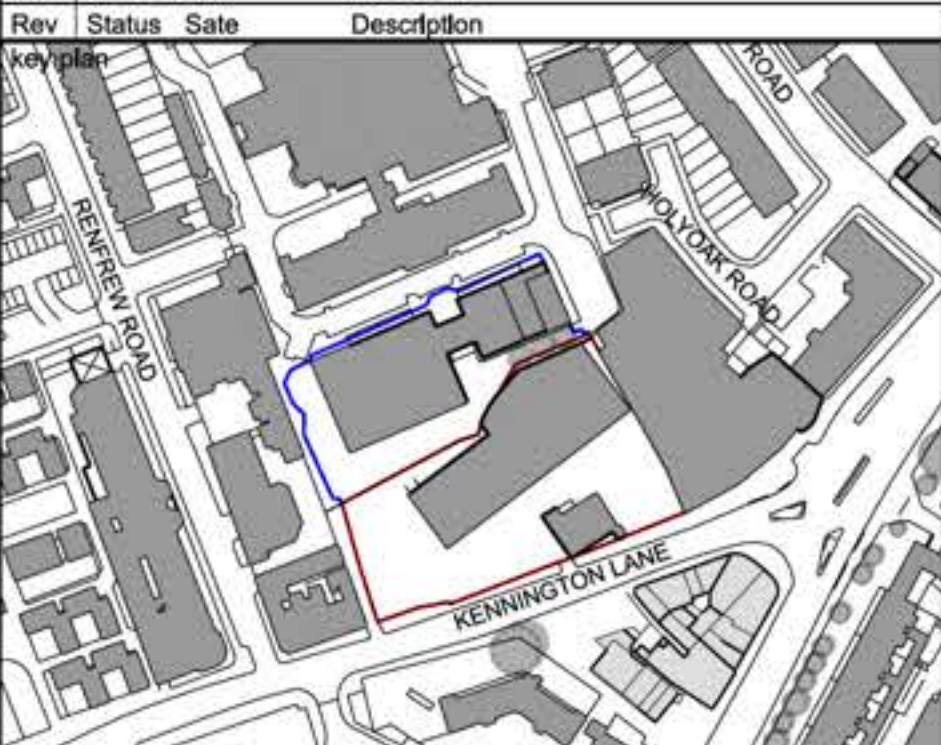 Rev Status Sate Description
key plan
ROAD
HOLYOAK ROAD
RENFREW ROAD
KENNINGTON LANE